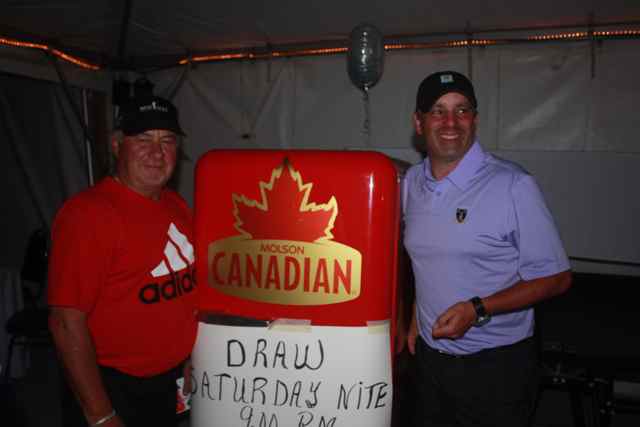 MOLSON
CANADIAN
adidas
DRAW
SATURDAY NITE